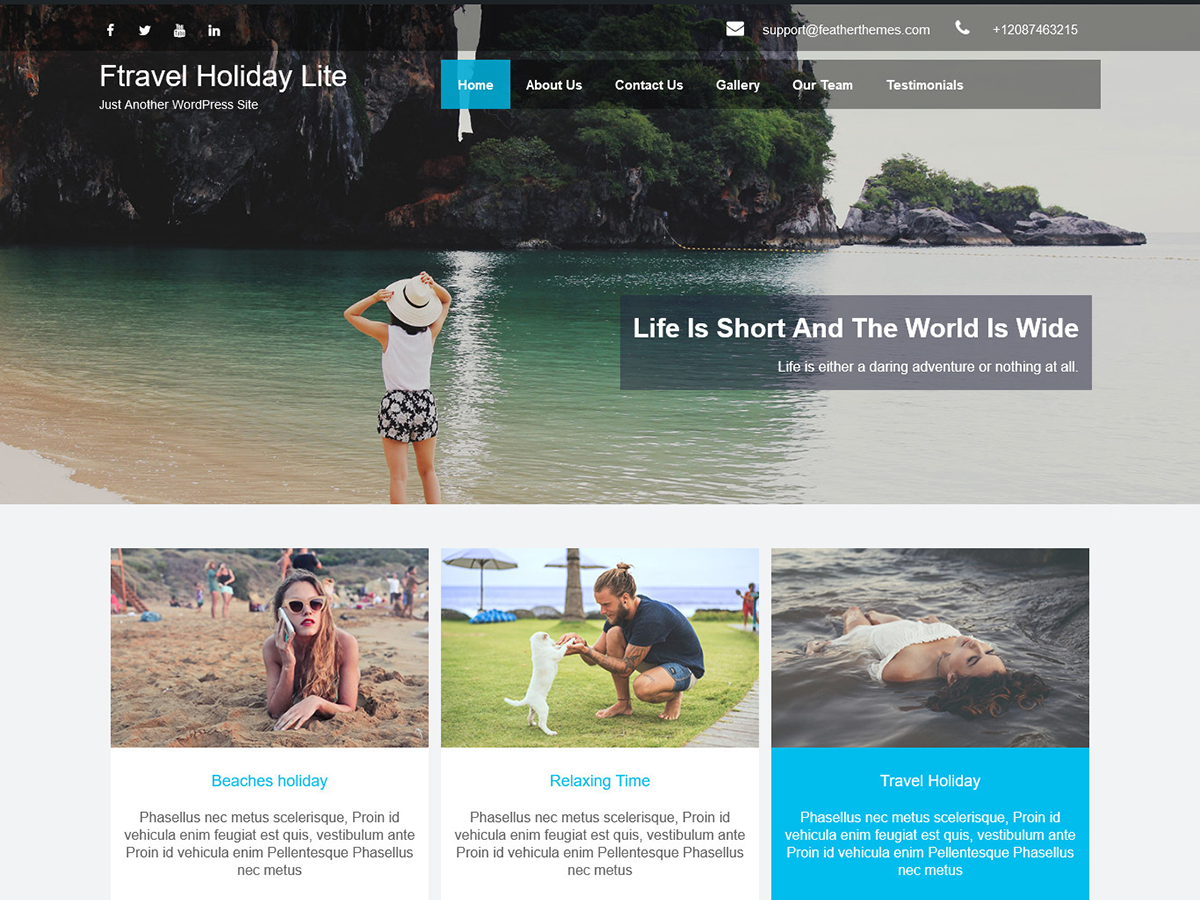 support@featherthemes.com +12087463215
Ftravel Holiday Lite
Just Another WordPress Site
Home About Us Contact Us Gallery Our Team Testimonials
Life Is Short And The World Is Wide
Life is either a daring adventure or nothing at all.
Beaches holiday
Phasellus nec metus scelerisque, Proin id
vehicula enim feugiat est quis, vestibulum ante
Proin id vehicula enim Pellentesque Phasellus
nec metus
Relaxing Time
Phasellus nec metus scelerisque, Proin id
vehicula enim feugiat est quis, vestibulum ante
Proin id vehicula enim Pellentesque Phasellus
nec metus
Travel Holiday
Phasellus nec metus scelerisque, Proin id
vehicula enim feugiat est quis, vestibulum ante
Proin id vehicula enim Pellentesque Phasellus
nec metus